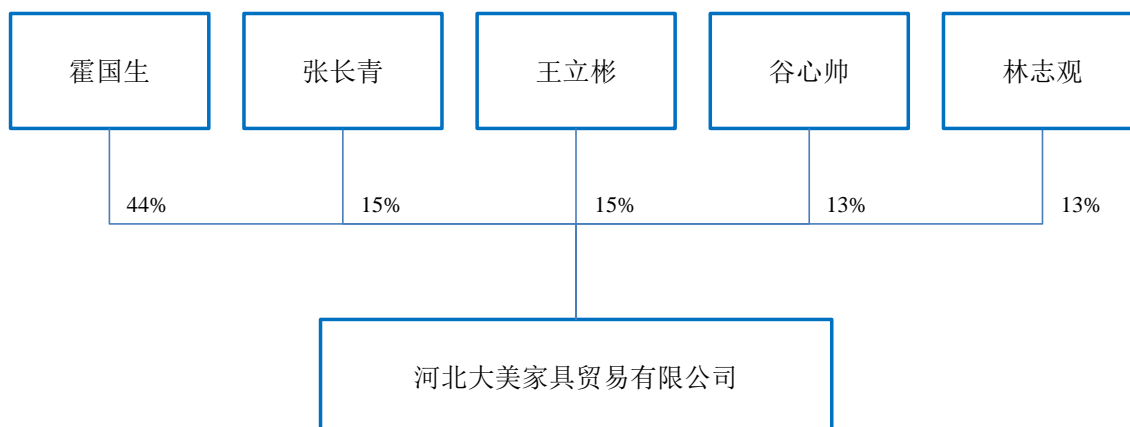 霍国生
张长青
王立彬
谷心帅
林志观
44%
15%
15%
13%
13%
河北大美家具贸易有限公司